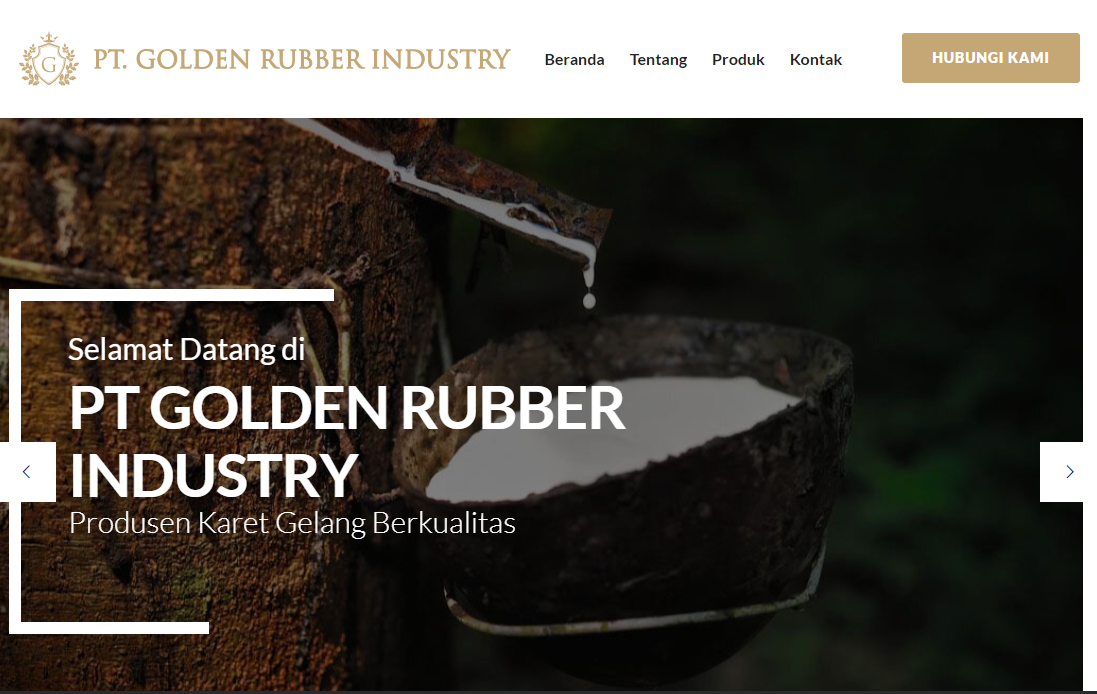 G
PT. GOLDEN RUBBER INDUSTRY
Beranda
Tentang
Produk
Kontak
HUBUNGI KAMI
Selamat Datang di
PT GOLDEN RUBBER
INDUSTRY
Produsen Karet Gelang Berkualitas